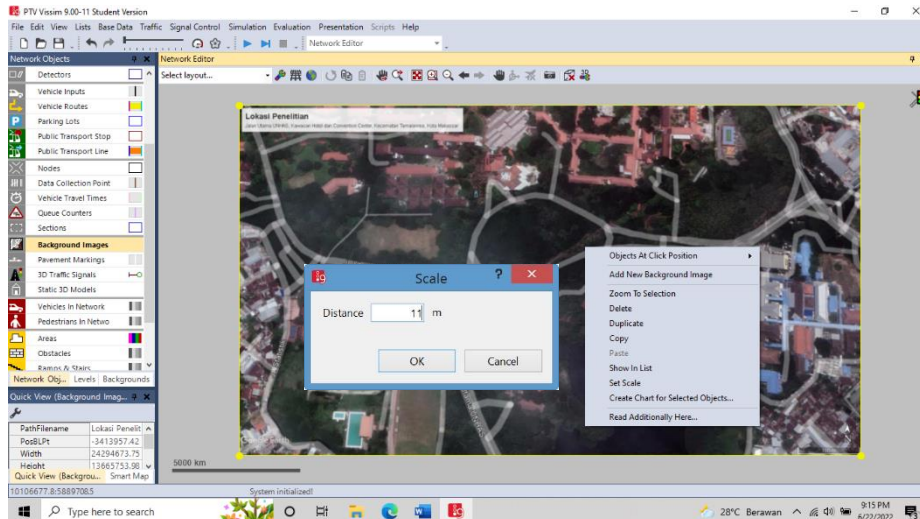 PTV Vissim 9.00-11 Student Version
File Edit View Lists Base Data Traffic Signal Control Simulation Evaluation Presentation Scripts Help
Network Editor
Network Objects
Network Editor
Select layout...
Detectors
Vehicle Inputs
Vehicle Routes
Parking Lots
Public Transport Stop
Public Transport Line
Nodes
Data Collection Point
Vehicle Travel Times
Queue Counters
Sections
Background Images
Pavement Markings
3D Traffic Signals
Static 3D Models
Vehicles In Network
Pedestrians In Netwo
Areas
Obstacles
Ramps & Stairs
Network Obj... Levels Backgrounds
Lokasi Penelitian
Scale ? ×
Distance 11 m
OK Cancel
Objects At Click Position
Add New Background Image
Zoom To Selection
Delete
Duplicate
Copy
Paste
Show In List
Set Scale
Create Chart for Selected Objects...
Read Additionally Here...
Quick View (Background Imag...
PathFilename Lokasi Penelit
PosBLPt -3413957.42
Width 24294673.75
Height 13665753.98
Quick View (Backgrou... Smart Map
5000 km
10106677.8:5889708.5 System initialized!
Type here to search
28°C Berawan
9:15 PM
6/22/2022